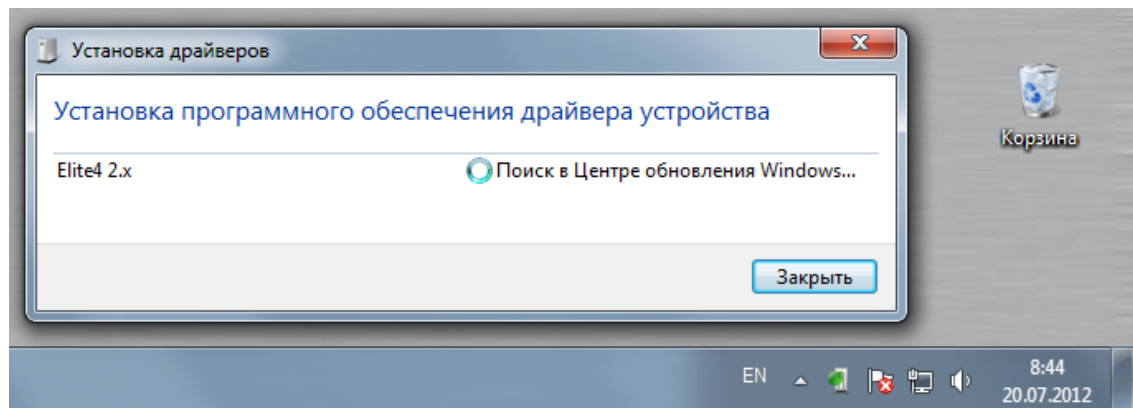 Установка драйверов
Установка программного обеспечения драйвера устройства
Elite4 2.x Поиск в Центре обновления Windows...
Закрыть
Корзина
EN 8:44
20.07.2012